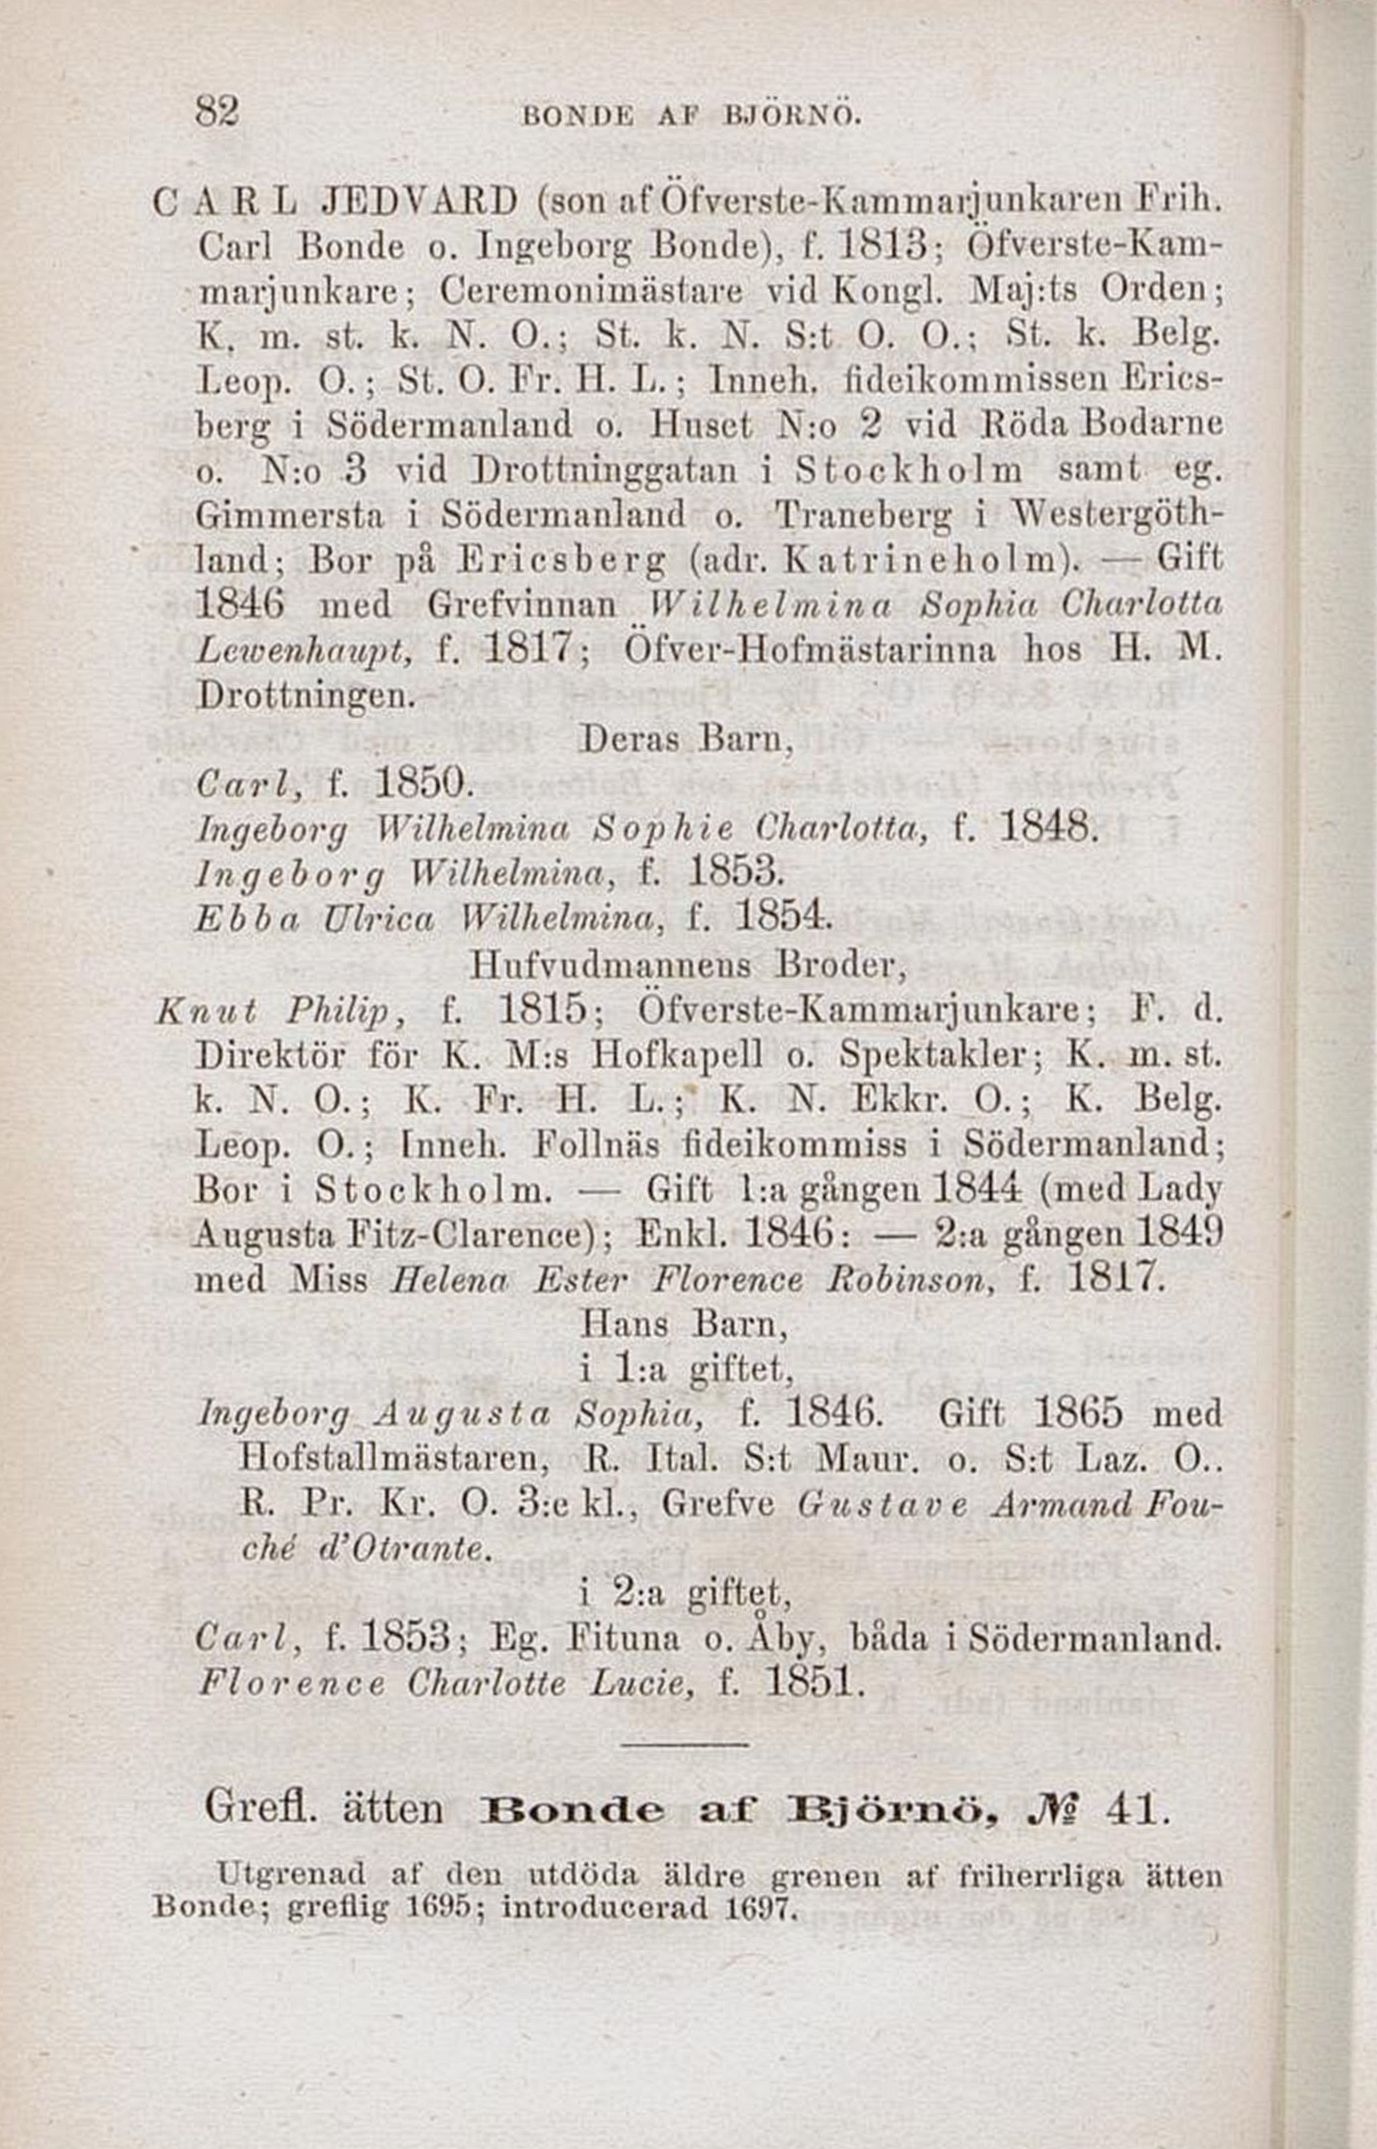 82 BONDE AF BJÖRNÖ.
CARL JEDVARD (son af Öfverste-Kammarjunkaren Frih.
Carl Bonde o. Ingeborg Bonde), f. 1813; Öfverste-Kam-
marjunkare; Ceremonimästare vid Kongl. Maj:ts Orden;
K. m. st. k. N. O.; St. k. N. S:t O. O.; St. k. Belg.
Leop. O.; St. O. Fr. H. L.; Inneh. fideikommissen Erics-
berg i Södermanland o. Huset N:o 2 vid Röda Bodarne
o. N:o 3 vid Drottninggatan i Stockholm samt eg.
Gimmersta i Södermanland o. Traneberg i Westergöth-
land; Bor på Ericsberg (adr. Katrineholm). — Gift
1846 med Grefvinnan Wilhelmina Sophia Charlotta
Lewenhaupt, f. 1817; Öfver-Hofmästarinna hos H. M.
Drottningen.
Deras Barn,
Carl, f. 1850.
Ingeborg Wilhelmina Sophie Charlotta, f. 1848.
Ingeborg Wilhelmina, f. 1853.
Ebba Ulrica Wilhelmina, f. 1854.
Hufvudmannens Broder,
Knut Philip, f. 1815; Öfverste-Kammarjunkare; F. d.
Direktör för K. M:s Hofkapell o. Spektakler; K. m. st.
k. N. O.; K. Fr. H. L.; K. N. Ekkr. O.; K. Belg.
Leop. O.; Inneh. Follnäs fideikommiss i Södermanland;
Bor i Stockholm. — Gift 1:a gången 1844 (med Lady
Augusta Fitz-Clarence); Enkl. 1846: — 2:a gången 1849
med Miss Helena Ester Florence Robinson, f. 1817.
Hans Barn,
i 1:a giftet,
Ingeborg Augusta Sophia, f. 1846. Gift 1865 med
Hofstallmästaren, R. Ital. S:t Maur. o. S:t Laz. O..
R. Pr. Kr. O. 3:e kl., Grefve Gustave Armand Fou-
ché d'Otrante.
i 2:a giftet,
Carl, f. 1853; Eg. Fituna o. Åby, båda i Södermanland.
Florence Charlotte Lucie, f. 1851.
Grefl. ätten Bonde af Björnö, № 41.
Utgrenad af den utdöda äldre grenen af friherrliga ätten
Bonde; greflig 1695; introducerad 1697.